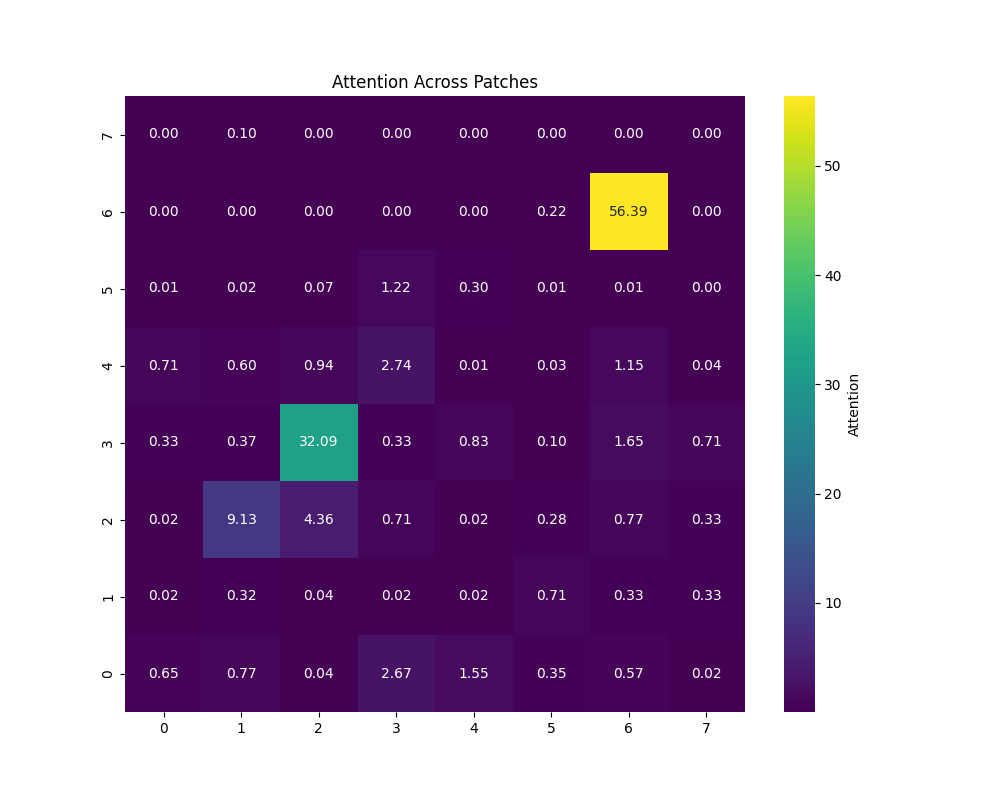 Attention Across Patches
7 0.00 0.10 0.00 0.00 0.00 0.00 0.00 0.00
6 0.00 0.00 0.00 0.00 0.00 0.22 56.39 0.00
5 0.01 0.02 0.07 1.22 0.30 0.01 0.01 0.00
4 0.71 0.60 0.94 2.74 0.01 0.03 1.15 0.04
3 0.33 0.37 32.09 0.33 0.83 0.10 1.65 0.71
2 0.02 9.13 4.36 0.71 0.02 0.28 0.77 0.33
1 0.02 0.32 0.04 0.02 0.02 0.71 0.33 0.33
0 0.65 0.77 0.04 2.67 1.55 0.35 0.57 0.02
0 1 2 3 4 5 6 7
50
40
30
20
10
Attention